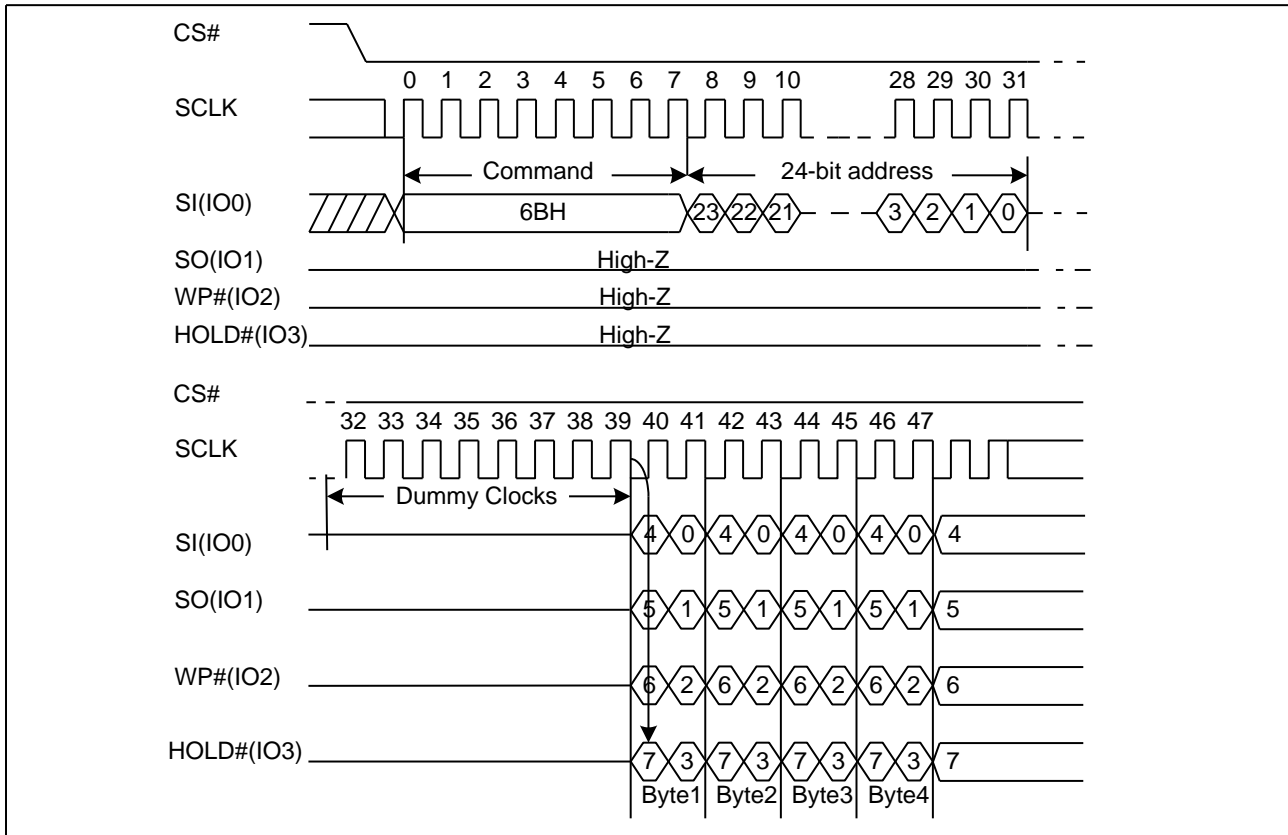 CS#
0 1 2 3 4 5 6 7 8 9 10 28 29 30 31
SCLK
Command 24-bit address
SI(IO0) 6BH 23 22 21 3 2 1 0
SO(IO1) High-Z
WP#(IO2) High-Z
HOLD#(IO3) High-Z
CS#
32 33 34 35 36 37 38 39 40 41 42 43 44 45 46 47
SCLK
Dummy Clocks
SI(IO0) 4 0 4 0 4 0 4 0 4
SO(IO1) 5 1 5 1 5 1 5 1 5
WP#(IO2) 6 2 6 2 6 2 6 2 6
HOLD#(IO3) 7 3 7 3 7 3 7 3 7
Byte1 Byte2 Byte3 Byte4